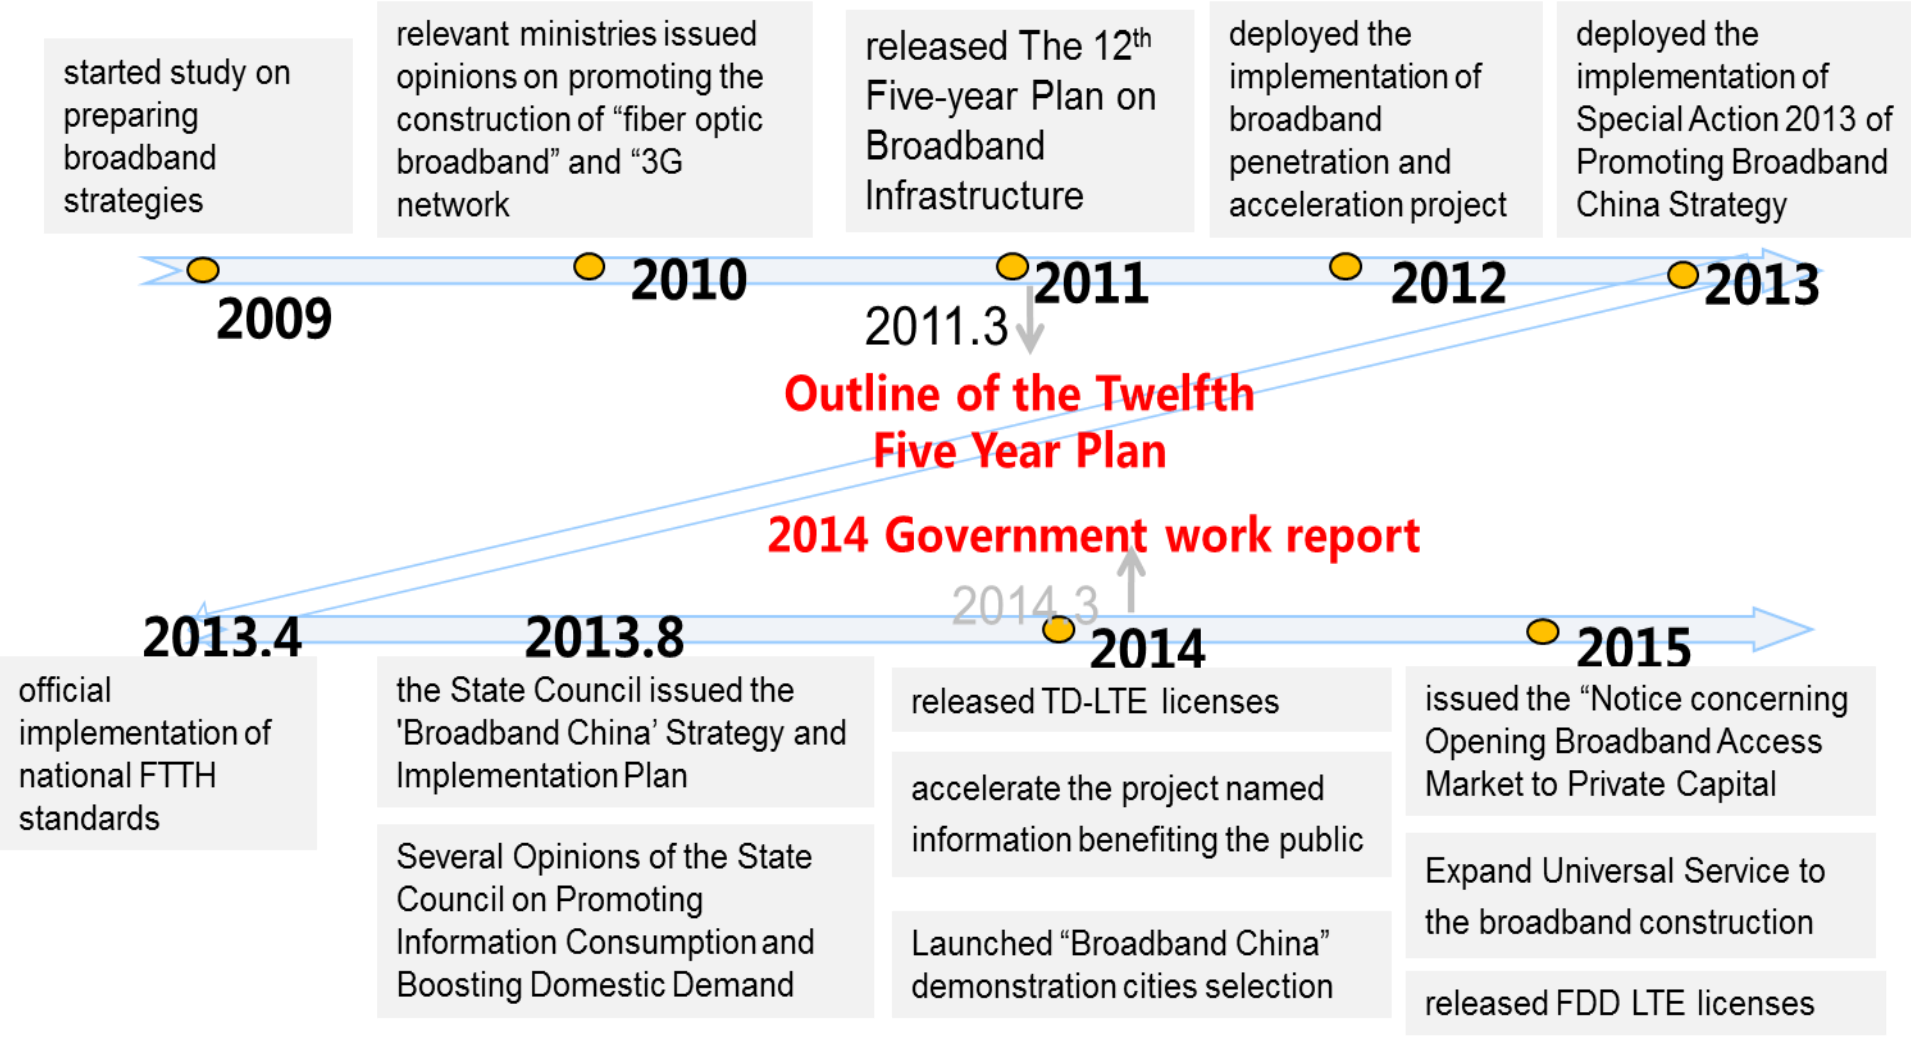 started study on
preparing
broadband
strategies
relevant ministries issued
opinions on promoting the
construction of “fiber optic
broadband” and “3G
network
released The 12th
Five-year Plan on
Broadband
Infrastructure
deployed the
implementation of
broadband
penetration and
acceleration project
deployed the
implementation of
Special Action 2013 of
Promoting Broadband
China Strategy
2009
2010
2011
2012
2013
2011.3
Outline of the Twelfth
Five Year Plan
2014 Government work report
2014.3
2013.4
2013.8
2014
2015
official
implementation of
national FTTH
standards
the State Council issued the
'Broadband China’ Strategy and
Implementation Plan
Several Opinions of the State
Council on Promoting
Information Consumption and
Boosting Domestic Demand
released TD-LTE licenses
accelerate the project named
information benefiting the public
Launched “Broadband China”
demonstration cities selection
issued the “Notice concerning
Opening Broadband Access
Market to Private Capital
Expand Universal Service to
the broadband construction
released FDD LTE licenses